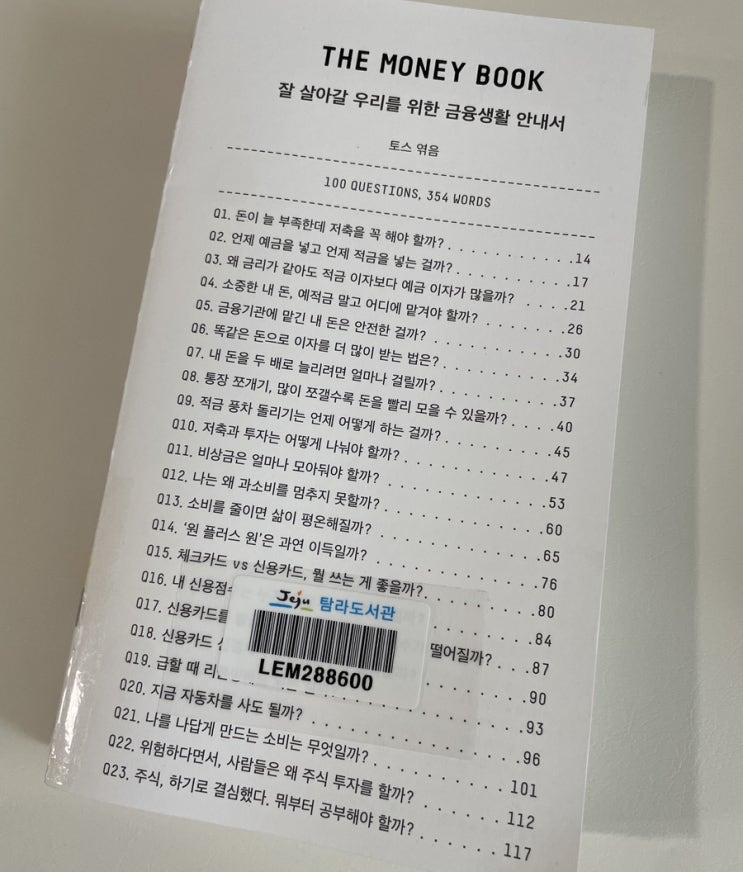 THE MONEY BOOK
잘 살아갈 우리를 위한 금융생활 안내서
토스 엮음
100 QUESTIONS, 354 WORDS
Q1. 돈이 늘 부족한데 저축을 꼭 해야 할까? . . . . . . . . . .14
Q2. 언제 예금을 넣고 언제 적금을 넣는 걸까? . . . . . . . . .17
Q3. 왜 금리가 같아도 적금 이자보다 예금 이자가 많을까? . . . .21
Q4. 소중한 내 돈, 예적금 말고 어디에 맡겨야 할까? . . . . . . .26
Q5. 금융기관에 맡긴 내 돈은 안전한 걸까? . . . . . . . . . .30
Q6. 똑같은 돈으로 이자를 더 많이 받는 법은? . . . . . . . . .34
Q7. 내 돈을 두 배로 늘리려면 얼마나 걸릴까? . . . . . . . . .37
Q8. 통장 쪼개기, 많이 쪼갤수록 돈을 빨리 모을 수 있을까? . . . .40
Q9. 적금 풍차 돌리기는 언제 어떻게 하는 걸까? . . . . . . . .45
Q10. 저축과 투자는 어떻게 나눠야 할까? . . . . . . . . . . .47
Q11. 비상금은 얼마나 모아둬야 할까? . . . . . . . . . . . .53
Q12. 나는 왜 과소비를 멈추지 못할까? . . . . . . . . . . . .60
Q13. 소비를 줄이면 삶이 평온해질까? . . . . . . . . . . . .65
Q14. ‘원 플러스 원’은 과연 이득일까? . . . . . . . . . . . .76
Q15. 체크카드 vs 신용카드, 뭘 쓰는 게 좋을까? . . . . . . . .80
Q16. 내 신용점수 . . . .84
Q17. 신용카드를 떨어질까? . . .87
Q18. 신용카드 . . . .90
Q19. 급할 때 . . . .93
Q20. 지금 자동차를 사도 될까? . . . . . . . . . . . . . .96
Q21. 나를 나답게 만드는 소비는 무엇일까? . . . . . . . . . .101
Q22. 위험하다면서, 사람들은 왜 주식 투자를 할까? . . . . . . 112
Q23. 주식, 하기로 결심했다. 뭐부터 공부해야 할까? . . . . . . 117
Jeju 탐라도서관
LEM288600